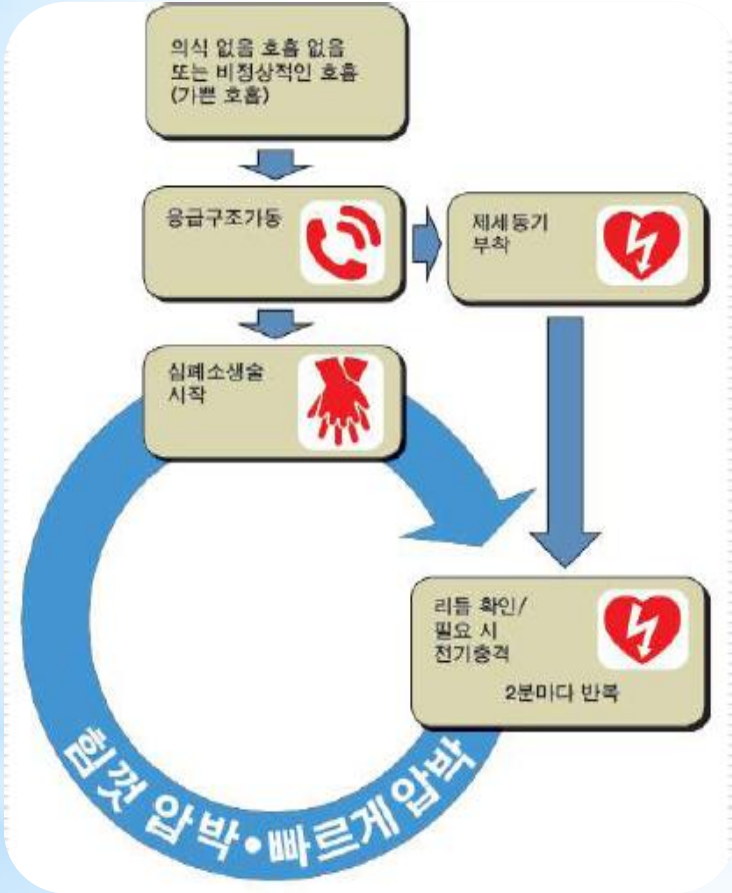 의식 없음 호흡 없음
또는 비정상적인 호흡
(가쁜 호흡)
응급구조가동
제세동기
부착
심폐소생술
시작
리듬 확인/
필요 시
전기충격
2분마다 반복
힘껏 압박•빠르게 압박